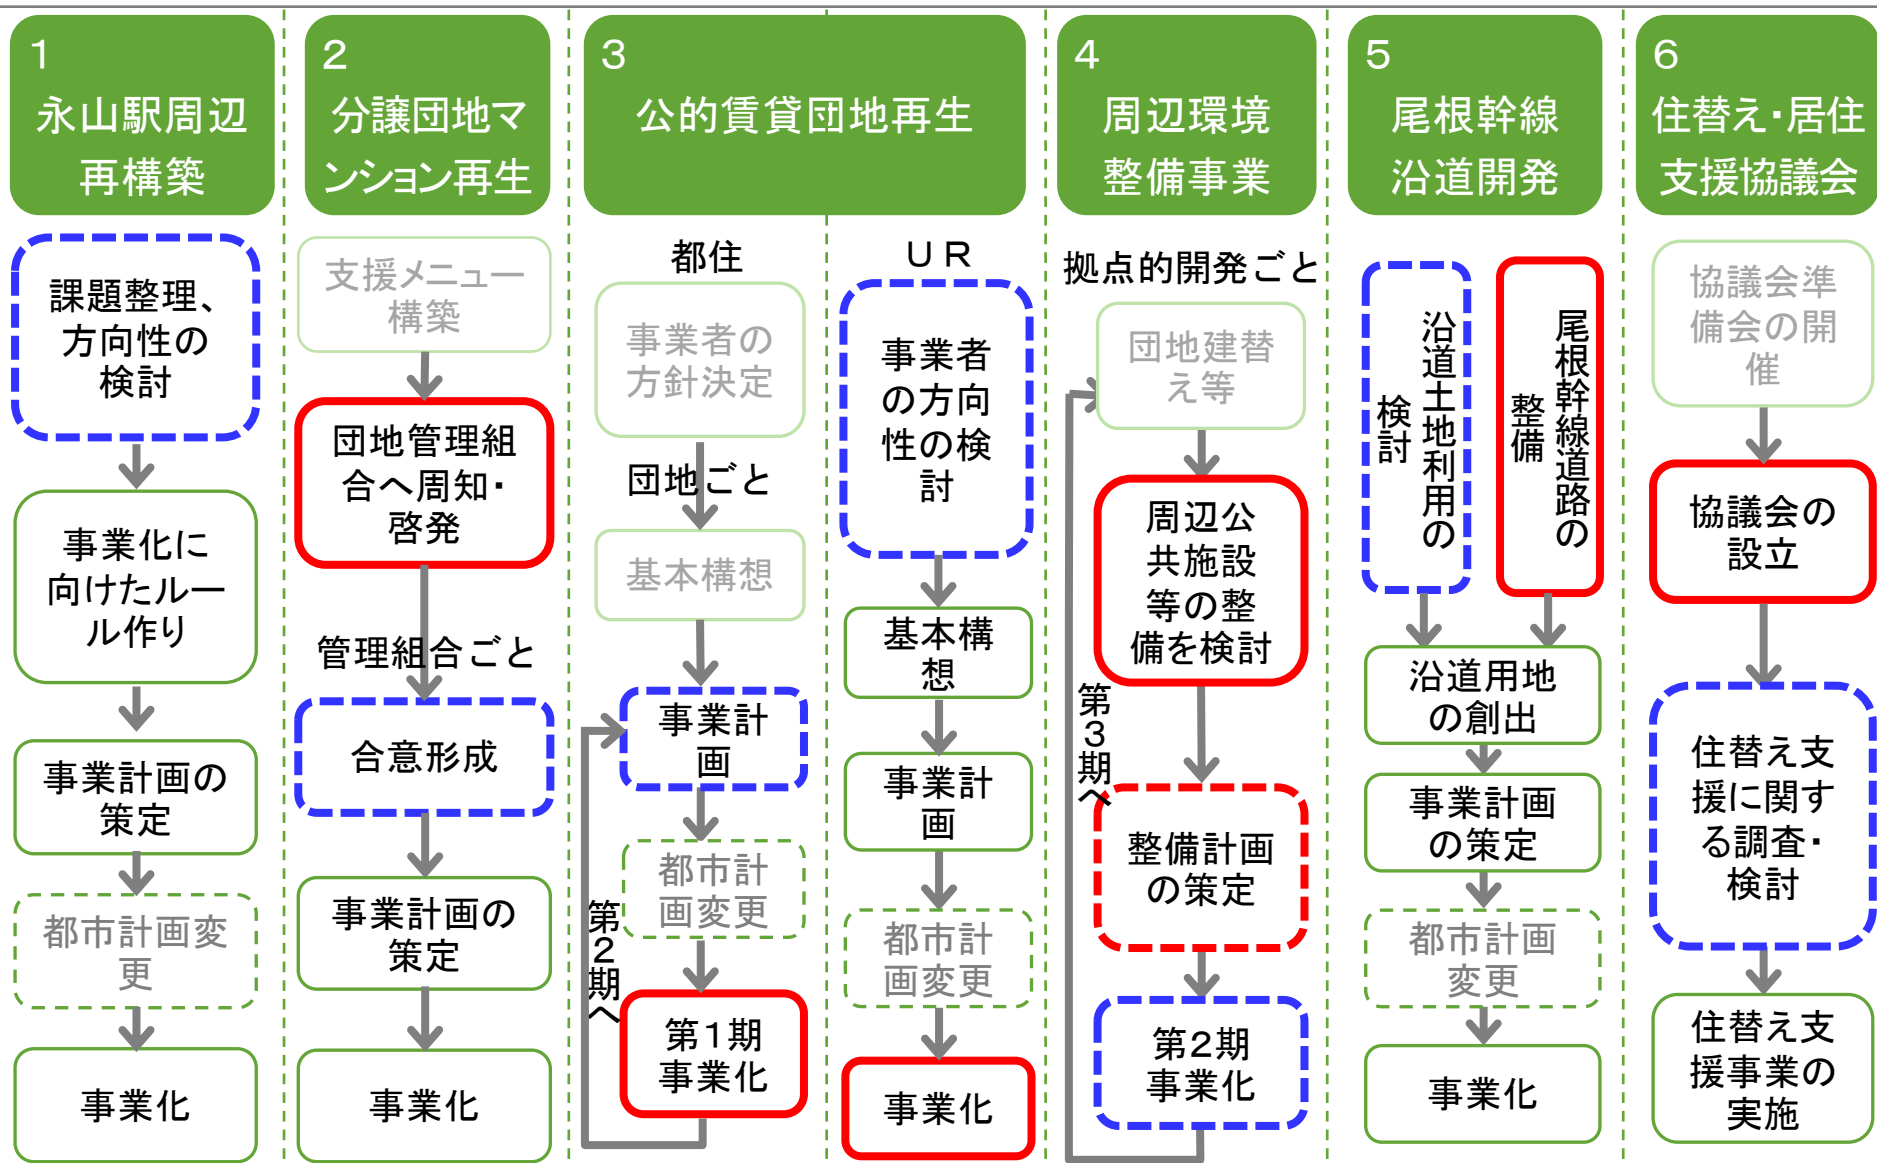 1
永山駅周辺
再構築
課題整理、
方向性の
検討
事業化に
向けたルー
ル作り
事業計画の
策定
都市計画変
更
事業化
2
分譲団地マ
ンション再生
支援メニュー
構築
団地管理組
合へ周知・
啓発
管理組合ごと
合意形成
事業計画の
策定
事業化
3
公的賃貸団地再生
都住
事業者の
方針決定
団地ごと
基本構想
事業計
画
都市計
画変更
第1期
事業化
第2期へ
UR
事業者
の方向
性の検
討
基本構
想
事業計
画
都市計
画変更
事業化
4
周辺環境
整備事業
拠点的開発ごと
団地建替
え等
周辺公
共施設
等の整
備を検討
整備計画
の策定
第2期
事業化
第3期へ
5
尾根幹線
沿道開発
沿道土地利用の
検討
尾根幹線道路の
整備
沿道用地
の創出
事業計画
の策定
都市計画
変更
事業化
6
住替え・居住
支援協議会
協議会準
備会の開
催
協議会の
設立
住替え支
援に関す
る調査・
検討
住替え支
援事業の
実施